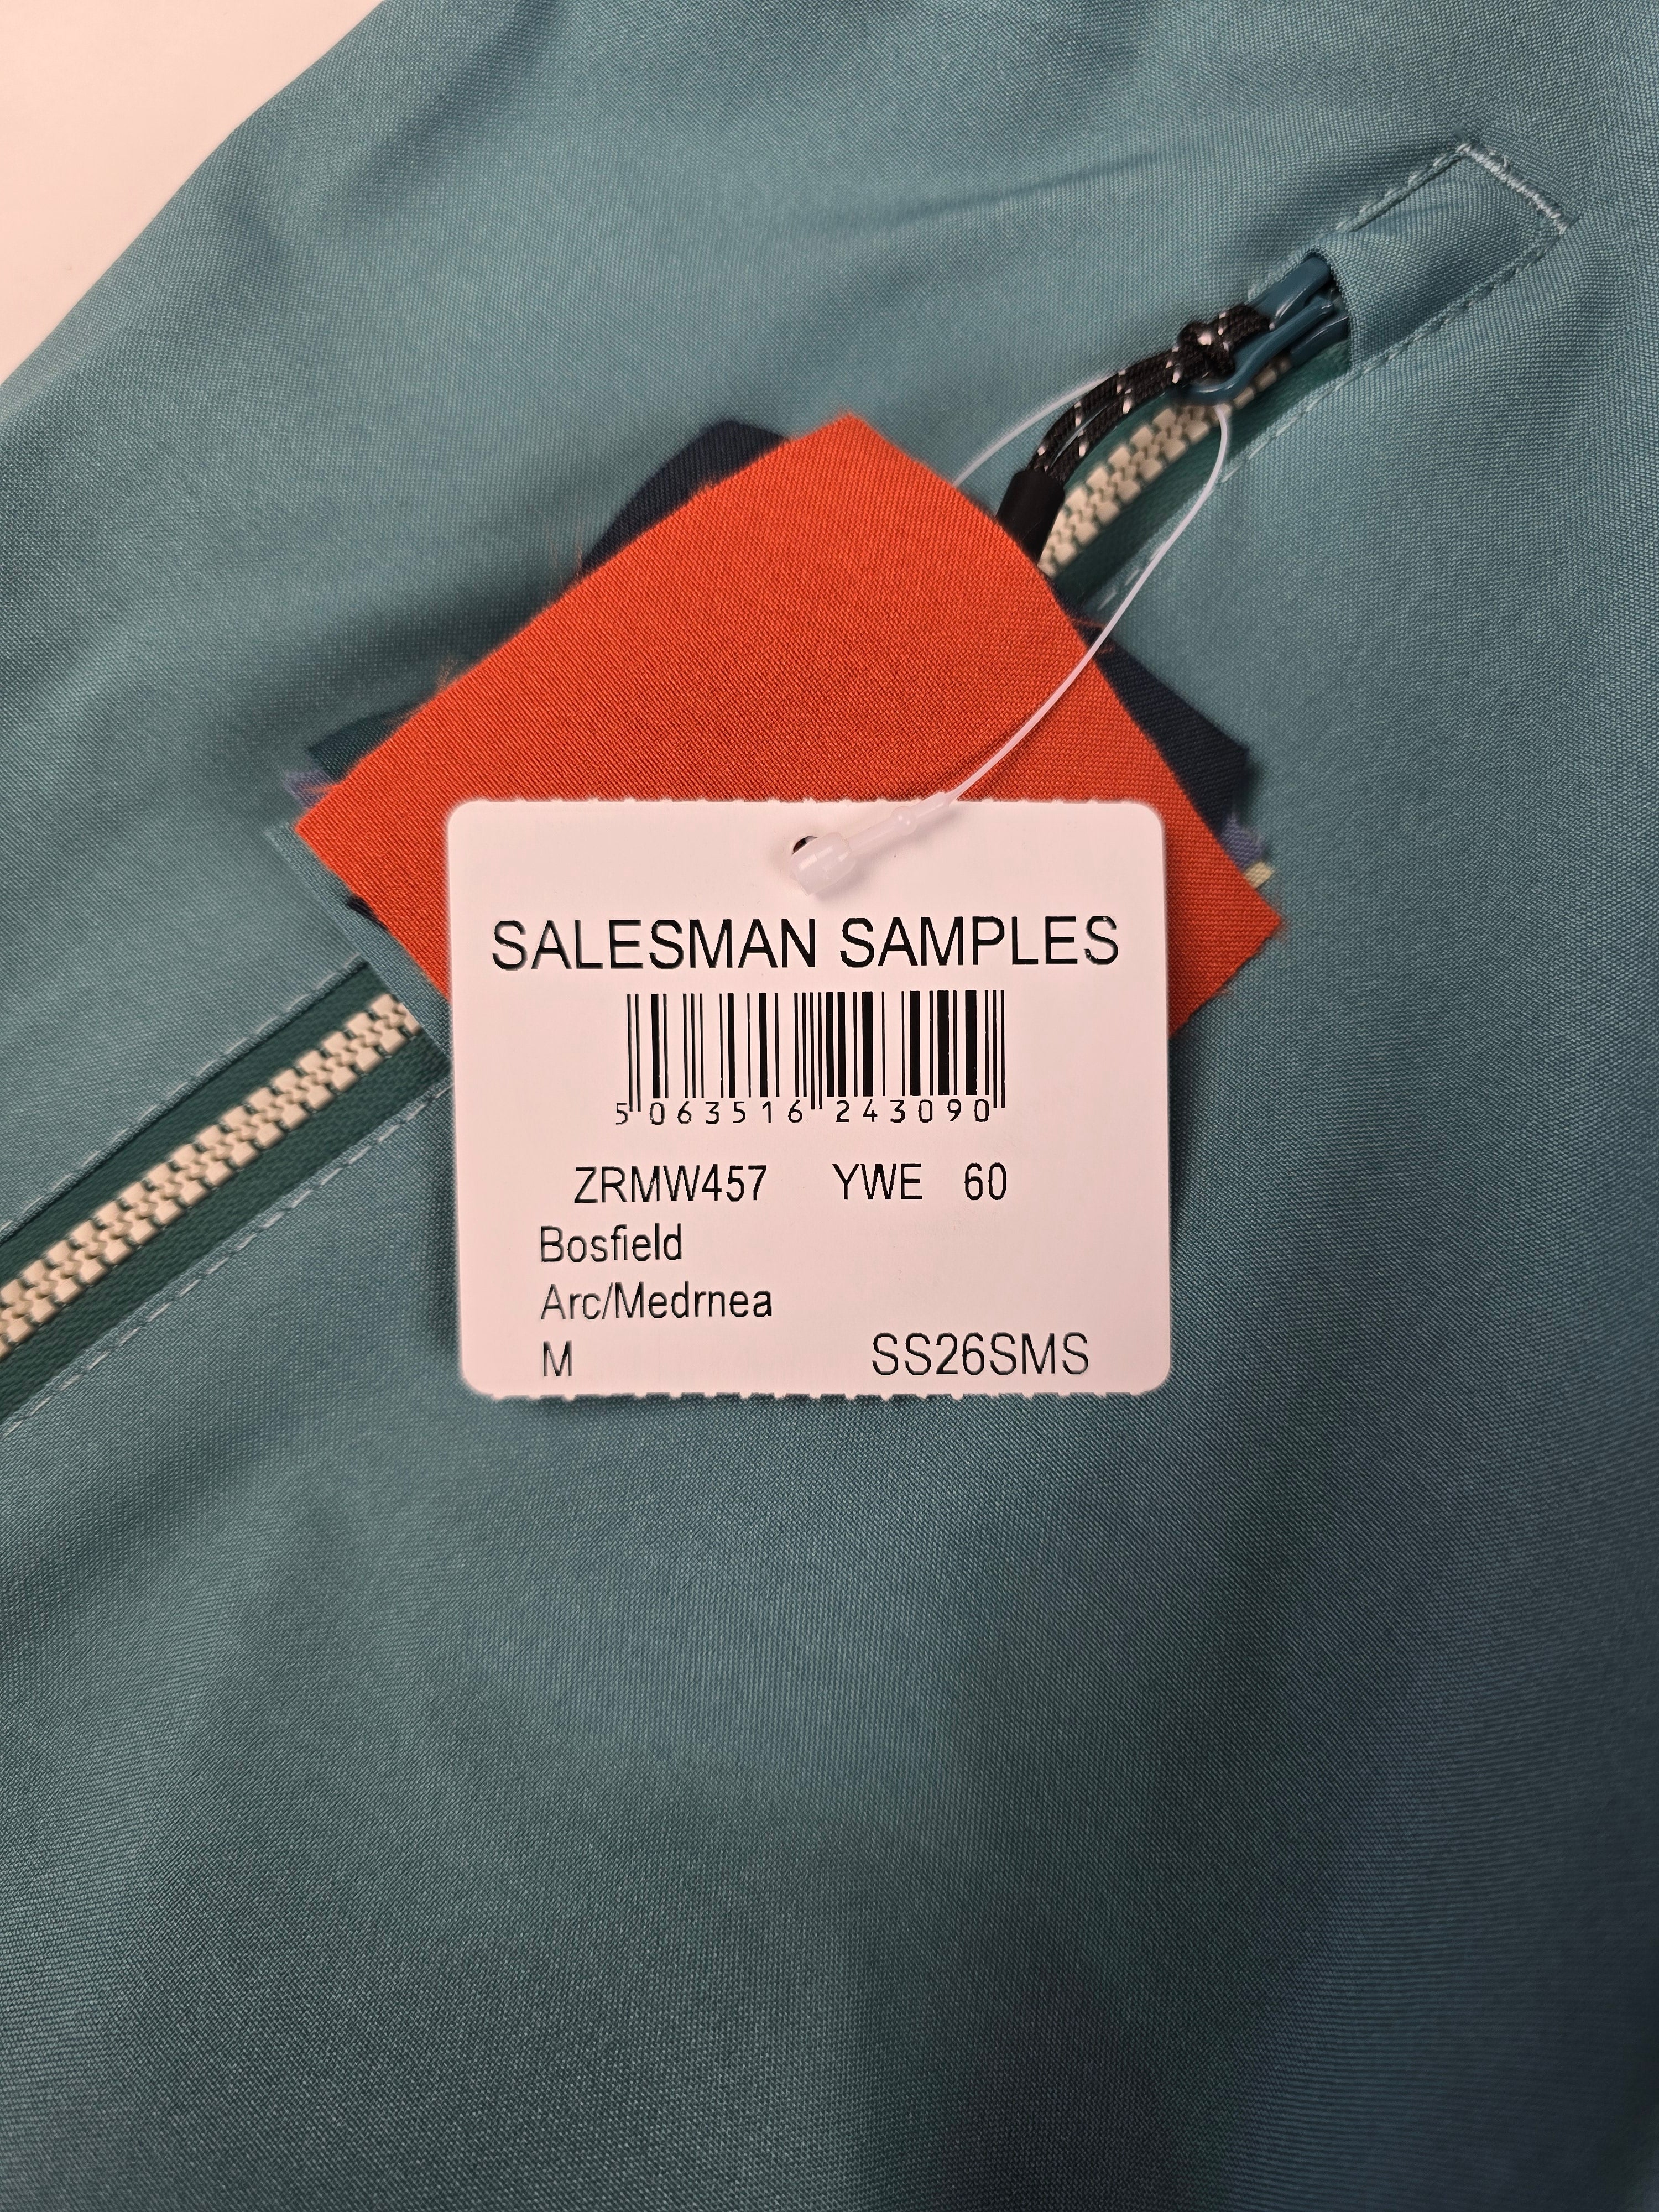 SALESMAN SAMPLES
5 063516 243090
ZRMW457 YWE 60
Bosfield
Arc/Medrnea
M SS26SMS